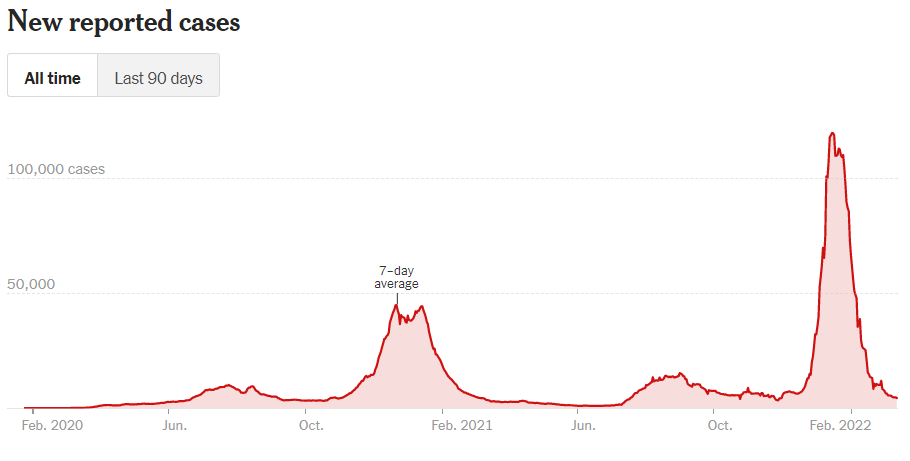 New reported cases
All time
Last 90 days
100,000 cases
7–day
average
50,000
Feb. 2020
Jun.
Oct.
Feb. 2021
Jun.
Oct.
Feb. 2022